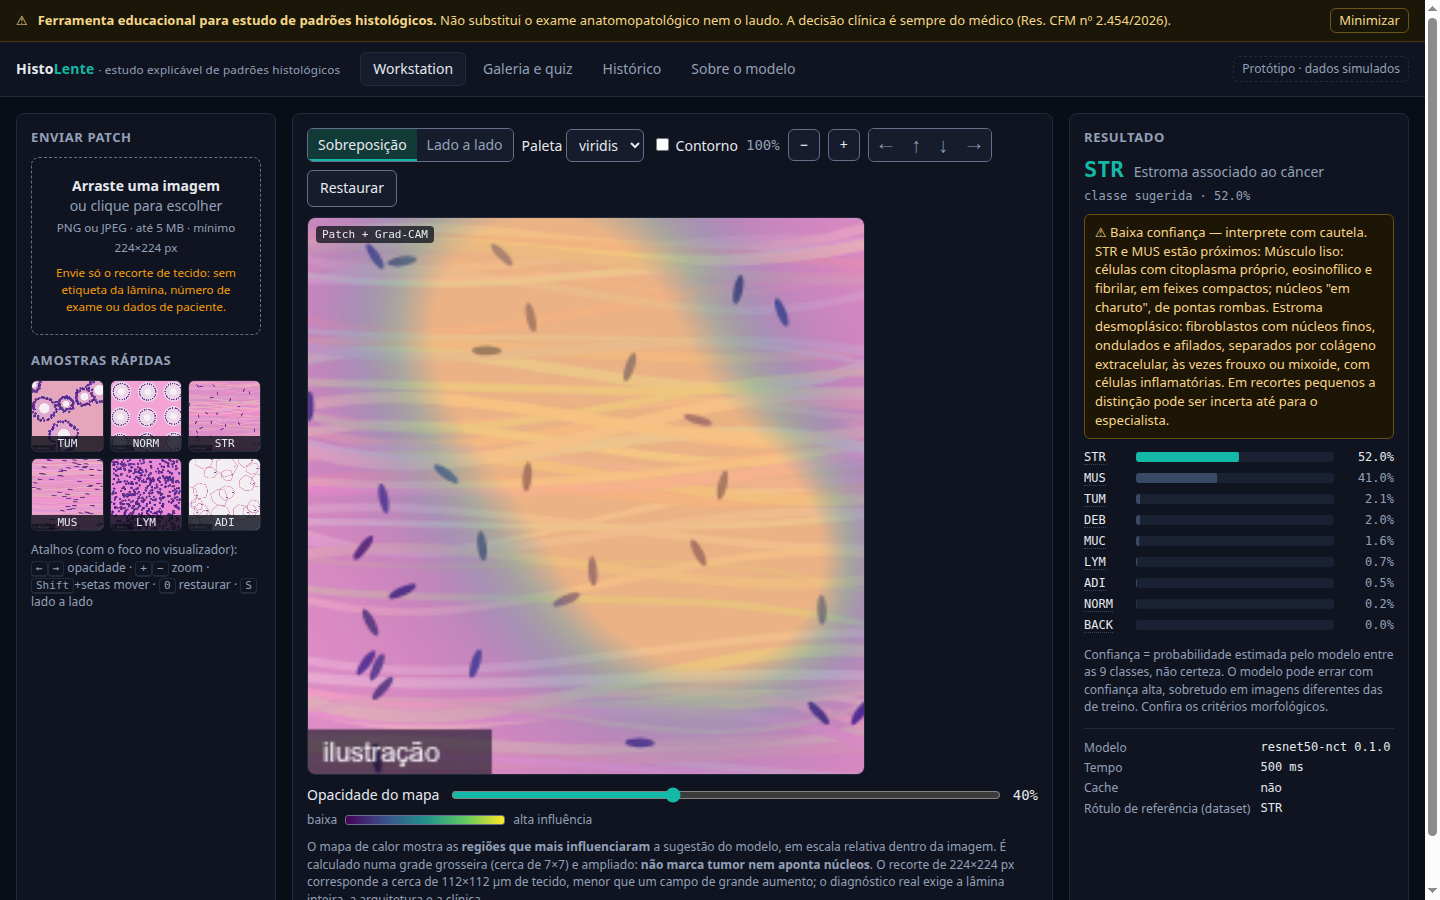 ⚠ Ferramenta educacional para estudo de padrões histológicos. Não substitui o exame anatomopatológico nem o laudo. A decisão clínica é sempre do médico (Res. CFM nº 2.454/2026).
Minimizar
HistoLente · estudo explicável de padrões histológicos
Workstation
Galeria e quiz
Histórico
Sobre o modelo
Protótipo · dados simulados
ENVIAR PATCH
Arraste uma imagem
ou clique para escolher
PNG ou JPEG · até 5 MB · mínimo
224×224 px
Envie só o recorte de tecido: sem
etiqueta da lâmina, número de
exame ou dados de paciente.
AMOSTRAS RÁPIDAS
TUM
NORM
STR
MUS
LYM
ADI
Atalhos (com o foco no visualizador):
← → opacidade · + − zoom ·
Shift +setas mover · 0 restaurar · S
lado a lado
Sobreposição
Lado a lado
Paleta
viridis
Contorno
100%
−
+
← ↑ ↓ →
Restaurar
Patch + Grad-CAM
ilustração
Opacidade do mapa
40%
baixa
alta influência
O mapa de calor mostra as regiões que mais influenciaram a sugestão do modelo, em escala relativa dentro da imagem. É
calculado numa grade grosseira (cerca de 7×7) e ampliado: não marca tumor nem aponta núcleos. O recorte de 224×224 px
corresponde a cerca de 112×112 µm de tecido, menor que um campo de grande aumento; o diagnóstico real exige a lâmina
inteira, a arquitetura e a clínica.
RESULTADO
STR Estroma associado ao câncer
classe sugerida · 52.0%
⚠ Baixa confiança — interprete com cautela.
STR e MUS estão próximos: Músculo liso:
células com citoplasma próprio, eosinofílico e
fibrilar, em feixes compactos; núcleos "em
charuto", de pontas rombas. Estroma
desmoplásico: fibroblastos com núcleos finos,
ondulados e afilados, separados por colágeno
extracelular, às vezes frouxo ou mixoide, com
células inflamatórias. Em recortes pequenos a
distinção pode ser incerta até para o
especialista.
STR 52.0%
MUS 41.0%
TUM 2.1%
DEB 2.0%
MUC 1.6%
LYM 0.7%
ADI 0.5%
NORM 0.2%
BACK 0.0%
Confiança = probabilidade estimada pelo modelo entre
as 9 classes, não certeza. O modelo pode errar com
confiança alta, sobretudo em imagens diferentes das
de treino. Confira os critérios morfológicos.
Modelo resnet50-nct 0.1.0
Tempo 500 ms
Cache não
Rótulo de referência (dataset) STR